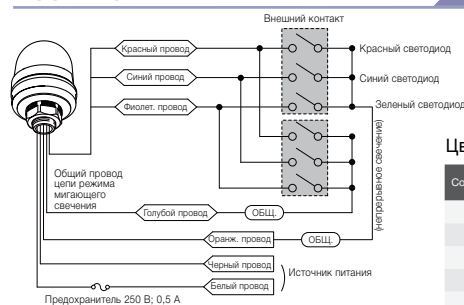 Внешний контакт
Красный провод
Красный светодиод
Синий провод
Синий светодиод
Фиолет. провод
Зеленый светодиод
(непрерывное свечение)
Общий провод
цепи режима
мигающего
свечения
Голубой провод
ОБЩ.
Оранж. провод
ОБЩ.
Черный провод
Источник питания
Белый провод
Предохранитель 250 В; 0,5 А